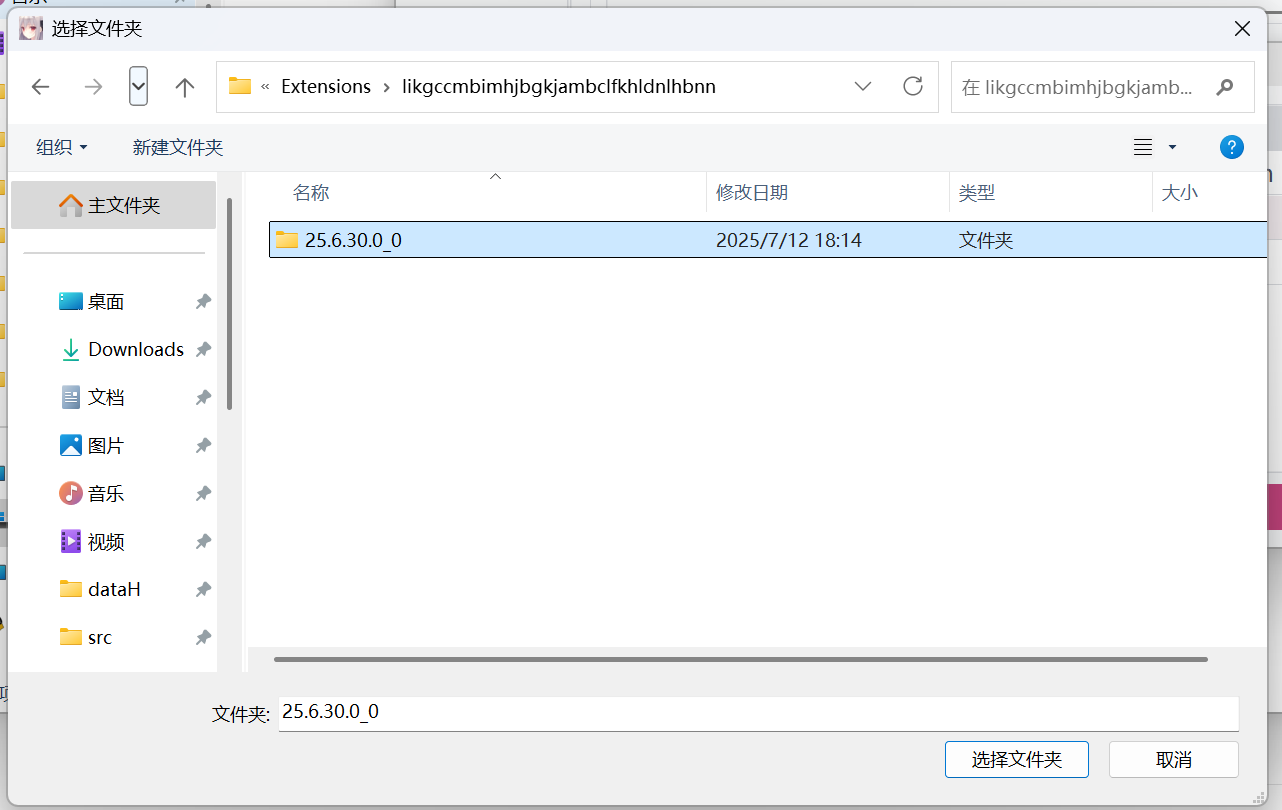 选择文件夹
« Extensions › likgccmbimhjbgkjambclfkhldnlhbnn
在 likgccmbimhjbgkjamb...
组织
新建文件夹
?
主文件夹
名称
修改日期
类型
大小
25.6.30.0_0
2025/7/12 18:14
文件夹
桌面
Downloads
文档
图片
音乐
视频
dataH
src
文件夹:
25.6.30.0_0
选择文件夹
取消